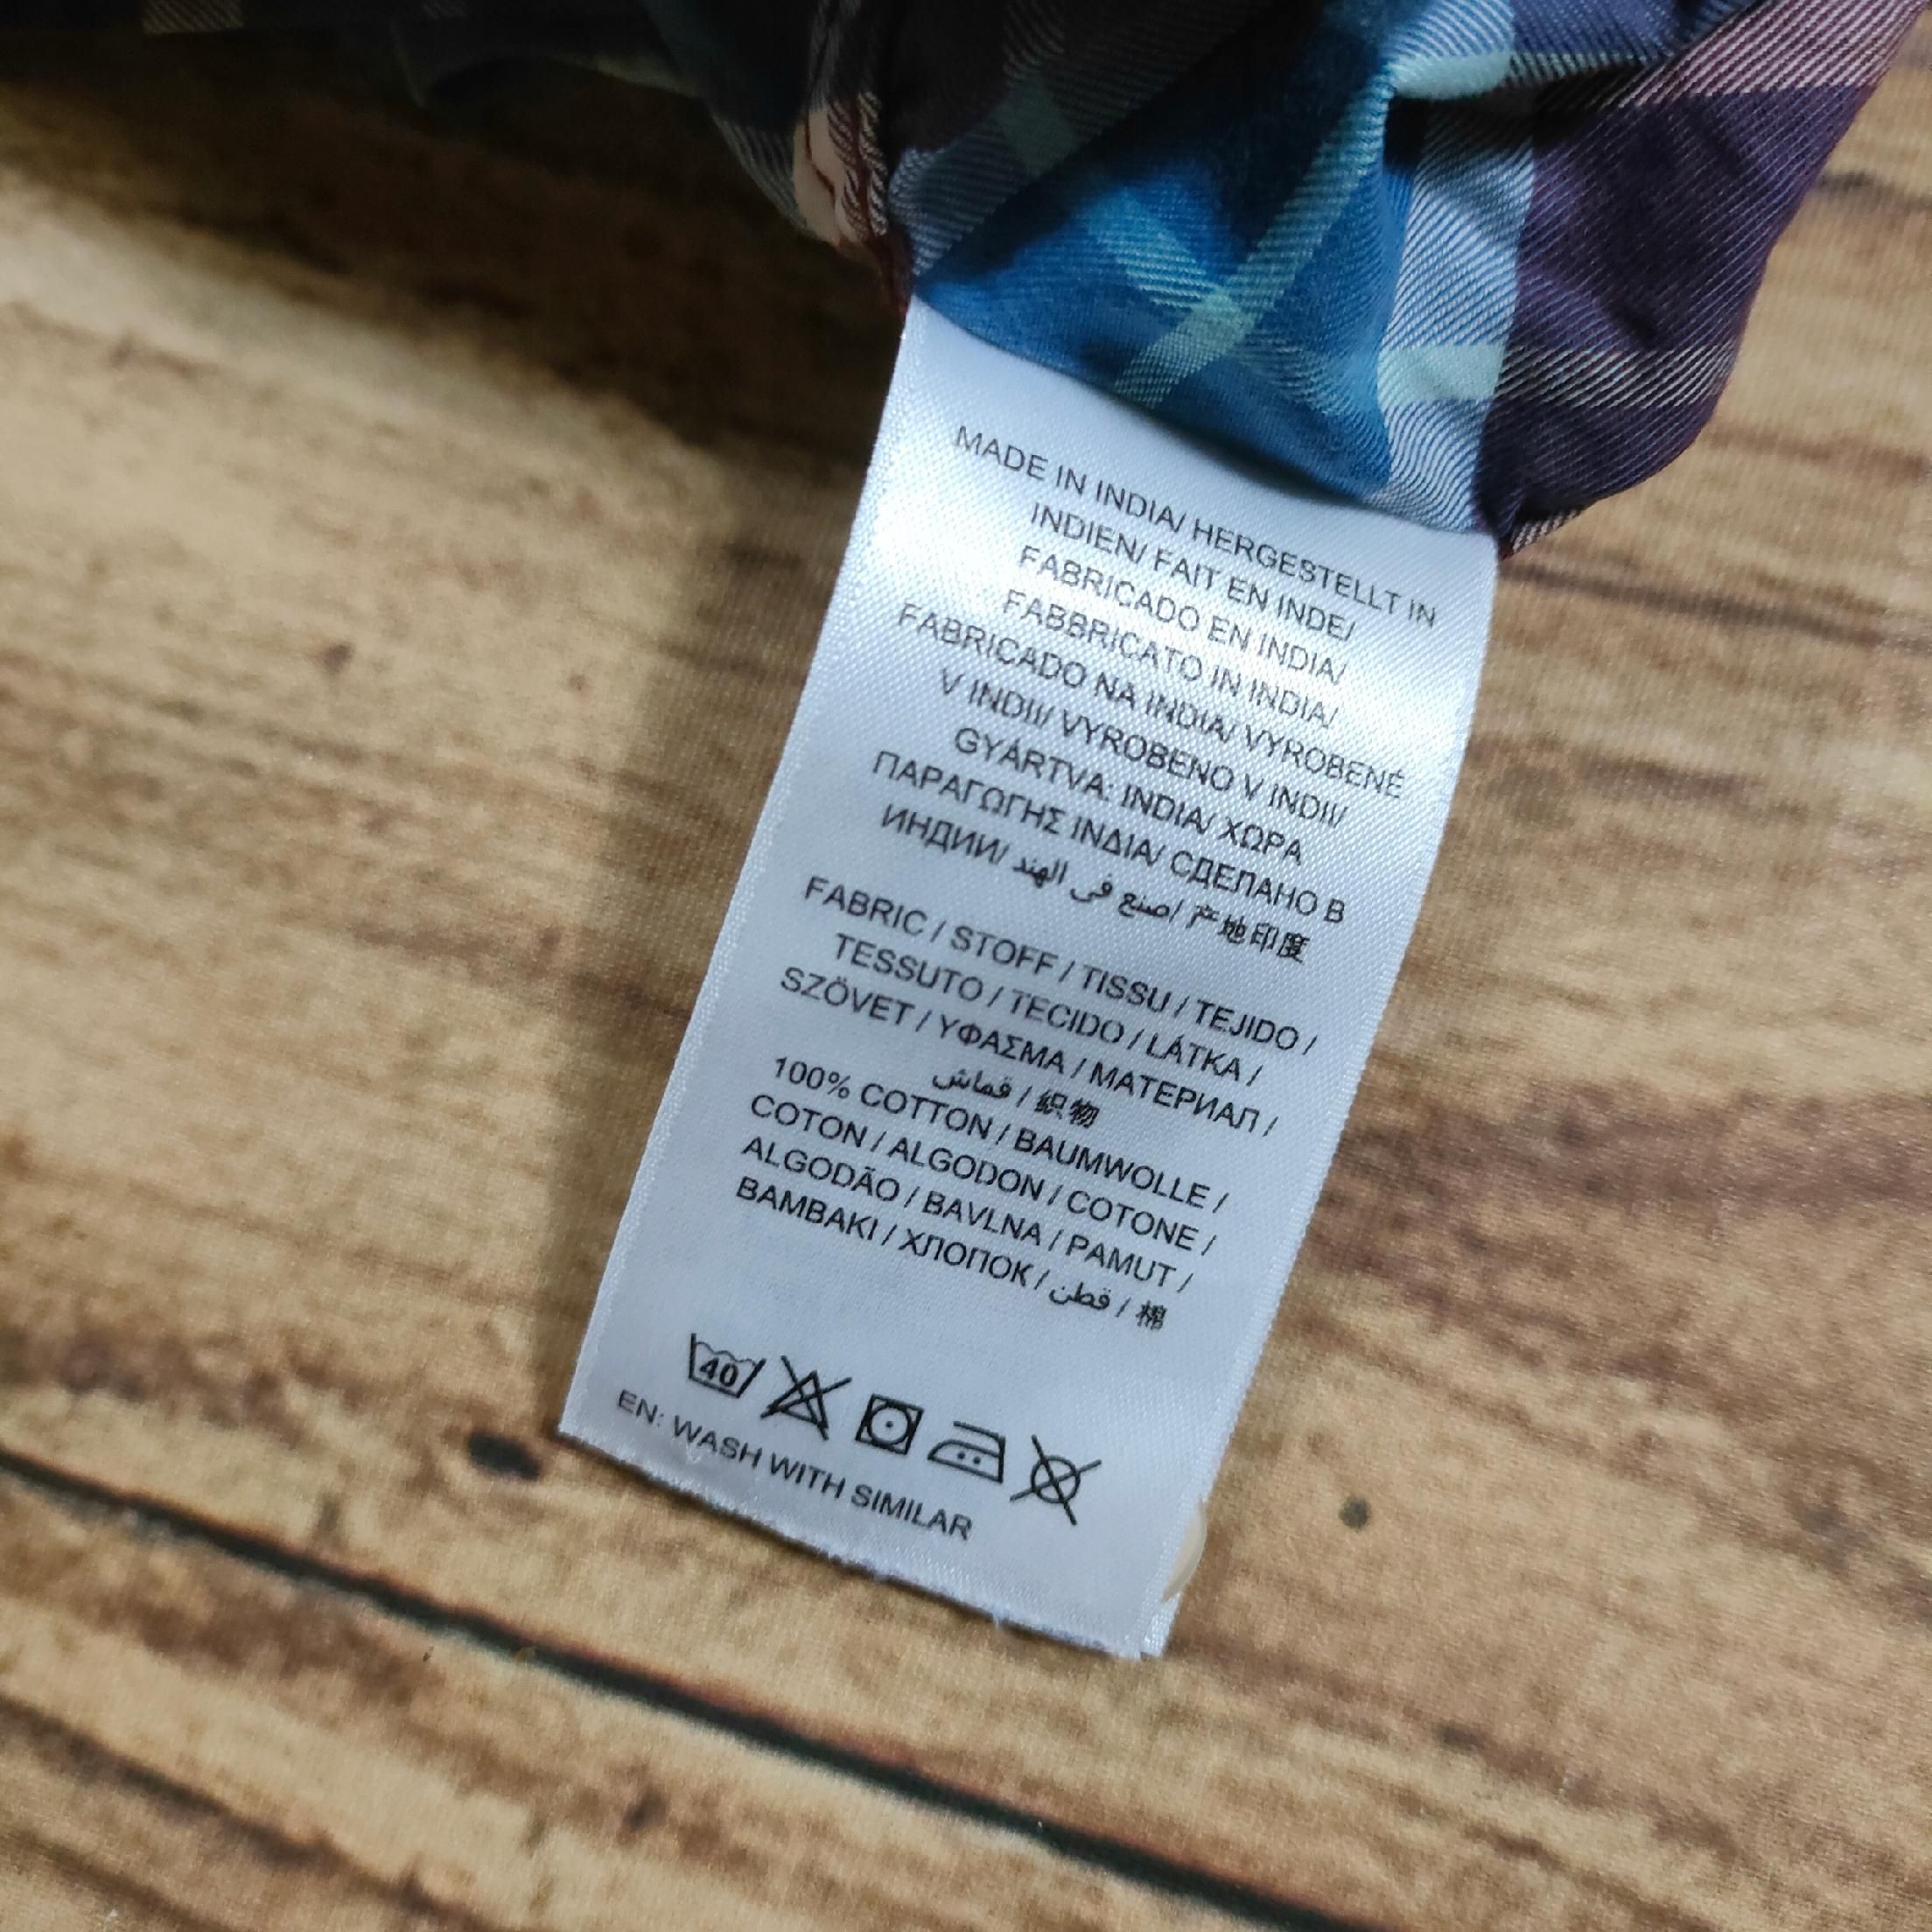 MADE IN INDIA/ HERGESTELLT IN
INDIEN/ FAIT EN INDE/
FABRICADO EN INDIA/
FABBRICATO IN INDIA/
FABRICADO NA INDIA/ VYROBENÉ
V INDII/ VYROBENO V INDII/
GYÁRTVA: INDIA/ ΧΩΡΑ
ΠΑΡΑΓΩΓΗΣ ΙΝΔΙΑ/ СДЕЛАНО В
ИНДИИ/ صنع فى الهند/ 产地印度
FABRIC / STOFF / TISSU / TEJIDO /
TESSUTO / TECIDO / LÁTKA /
SZÖVET / ΥΦΑΣΜΑ / МАТЕРИАЛ /
قماش / 织物
100% COTTON / BAUMWOLLE /
COTON / ALGODON / COTONE /
ALGODÃO / BAVLNA / PAMUT /
BAMBAKI / ХЛОПОК / قطن / 棉
40
EN: WASH WITH SIMILAR